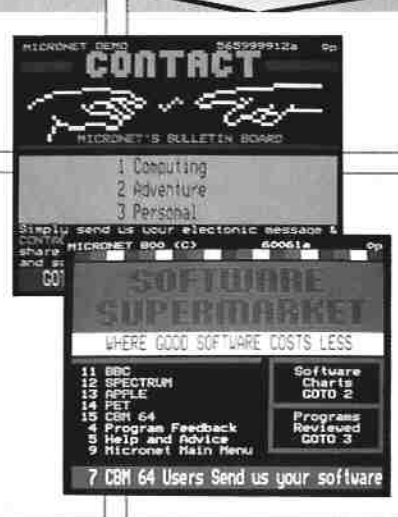 MICRONET DEMO 565999912a 0p
CONTACT
MICRONET'S BULLETIN BOARD
1 Computing
2 Adventure
3 Personal
Simply send us your electonic message &
CONTAC
share
and so
GOT
MICRONET 800 (C) 60061a 0p
SOFTWARE
SUPERMARKET
WHERE GOOD SOFTWARE COSTS LESS
11 BBC
12 SPECTRUM
13 APPLE
14 PET
15 CBM 64
4 Program Feedback
5 Help and Advice
9 Micronet Main Menu
Software
Charts
GOTO 2
Programs
Reviewed
GOTO 3
7 CBM 64 Users Send us your software